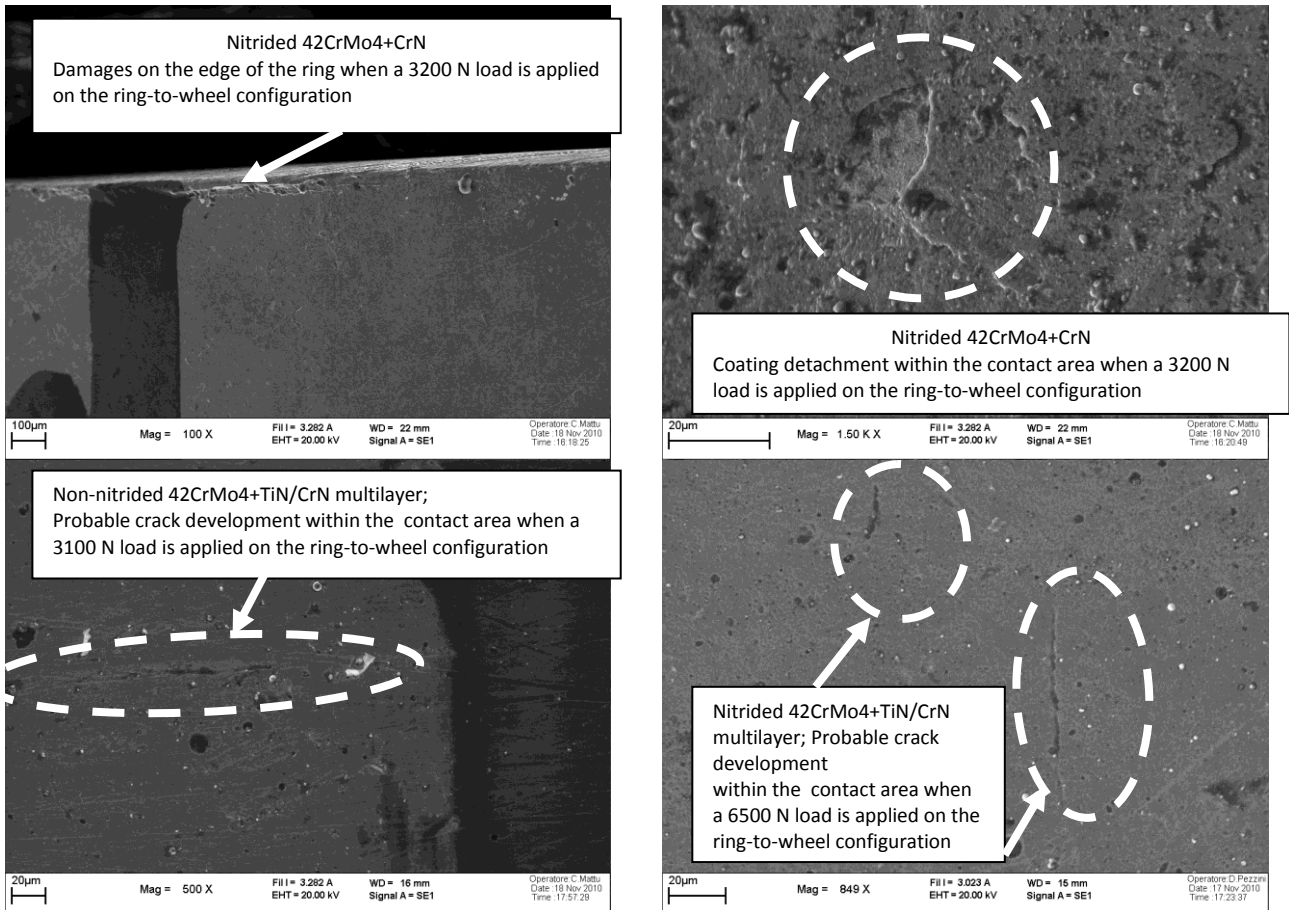 Nitrided 42CrMo4+CrN
Damages on the edge of the ring when a 3200 N load is applied
on the ring-to-wheel configuration
100µm
Mag = 100 X
Fil I = 3.282 A
EHT = 20.00 kV
WD = 22 mm
Signal A = SE1
Operatore:C.Mattu
Date :18 Nov 2010
Time :16:18:25
Nitrided 42CrMo4+CrN
Coating detachment within the contact area when a 3200 N
load is applied on the ring-to-wheel configuration
20µm
Mag = 1.50 K X
Fil I = 3.282 A
EHT = 20.00 kV
WD = 22 mm
Signal A = SE1
Operatore:C.Mattu
Date :18 Nov 2010
Time :16:20:49
Non-nitrided 42CrMo4+TiN/CrN multilayer;
Probable crack development within the  contact area when a
3100 N load is applied on the ring-to-wheel configuration
20µm
Mag = 500 X
Fil I = 3.282 A
EHT = 20.00 kV
WD = 16 mm
Signal A = SE1
Operatore:C.Mattu
Date :18 Nov 2010
Time :17:57:29
Nitrided 42CrMo4+TiN/CrN
multilayer; Probable crack
development
within the  contact area when
a 6500 N load is applied on the
ring-to-wheel configuration
20µm
Mag = 849 X
Fil I = 3.023 A
EHT = 20.00 kV
WD = 15 mm
Signal A = SE1
Operatore:D.Pezzini
Date :17 Nov 2010
Time :17:23:37